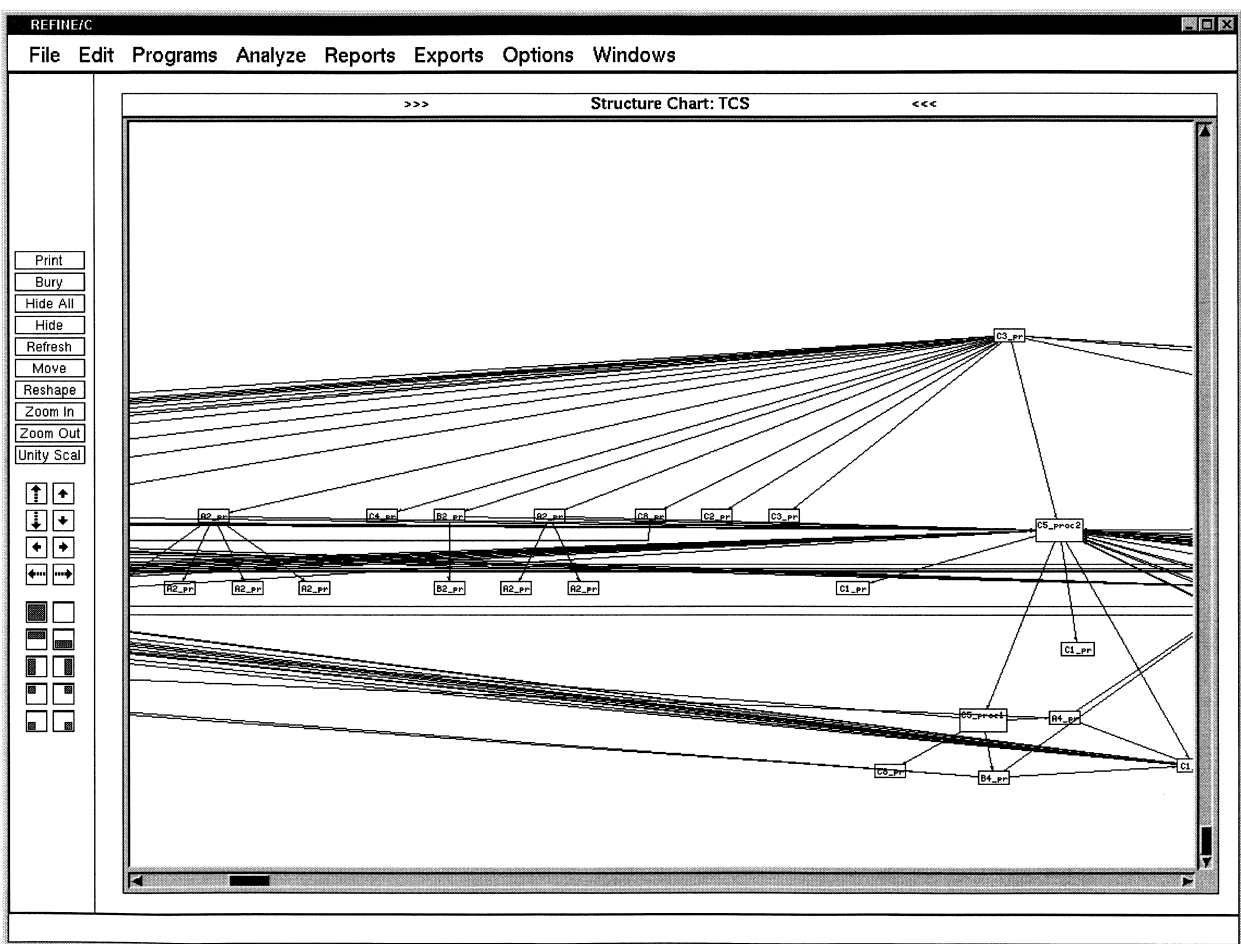 REFINE/C
File Edit Programs Analyze Reports Exports Options Windows
>>> Structure Chart: TCS <<<
Print
Bury
Hide All
Hide
Refresh
Move
Reshape
Zoom In
Zoom Out
Unity Scal
C3_pr
A2_pr C4_pr B2_pr A2_pr C8_pr C2_pr C3_pr
C5_proc2
A2_pr A2_pr A2_pr B2_pr A2_pr A2_pr C1_pr
C1_pr
C5_proc1 A4_pr
C8_pr B4_pr C1